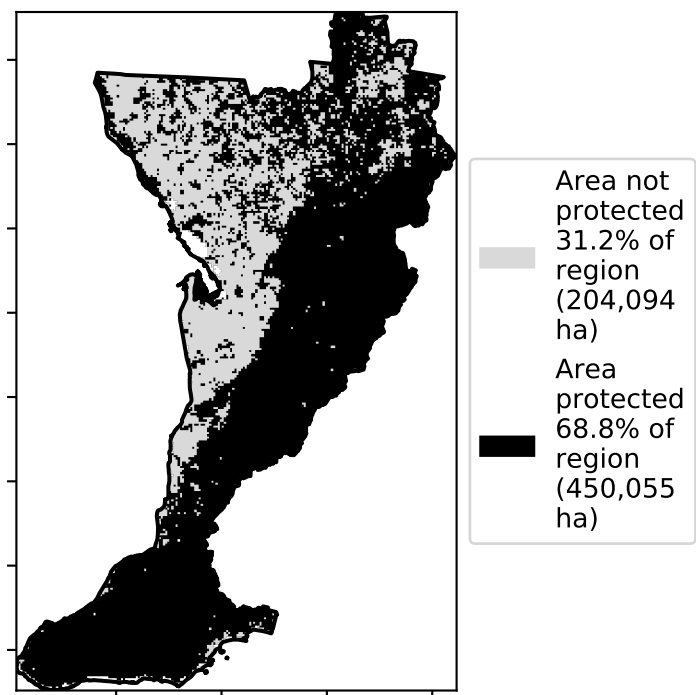 Area not
protected
31.2% of
region
(204,094
ha)
Area
protected
68.8% of
region
(450,055
ha)